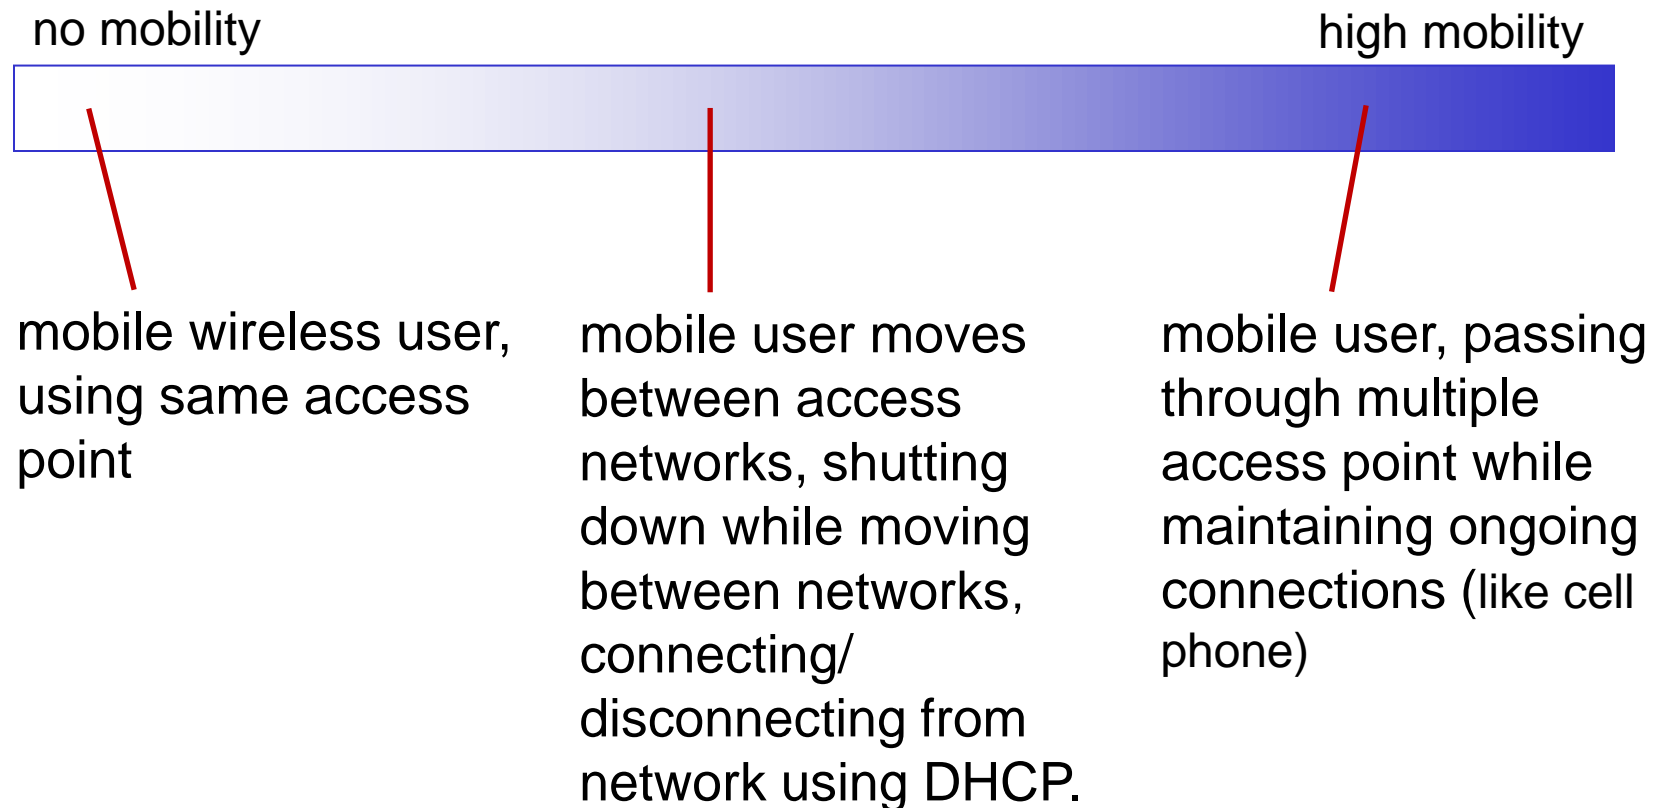 no mobility
high mobility
mobile wireless user,
using same access
point
mobile user moves
between access
networks, shutting
down while moving
between networks,
connecting/
disconnecting from
network using DHCP.
mobile user, passing
through multiple
access point while
maintaining ongoing
connections (like cell
phone)